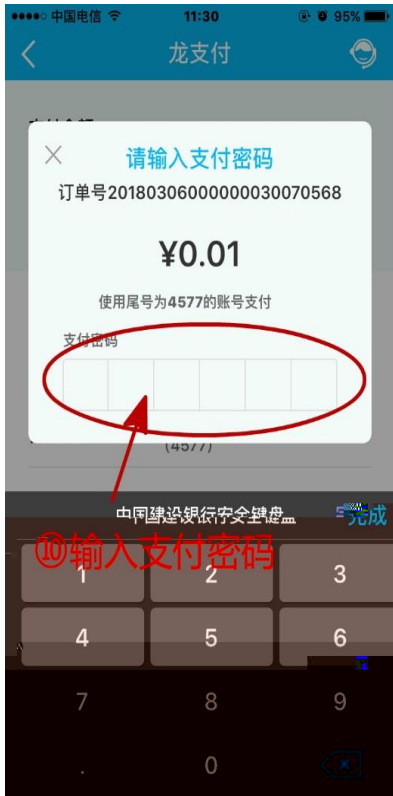 中国电信 11:30 95%
龙支付
请输入支付密码
订单号20180306000000030070568
¥0.01
使用尾号为4577的账号支付
支付密码
(4577)
中国建设银行安全键盘 完成
⑩输入支付密码
1 2 3
4 5 6
7 8 9
. 0